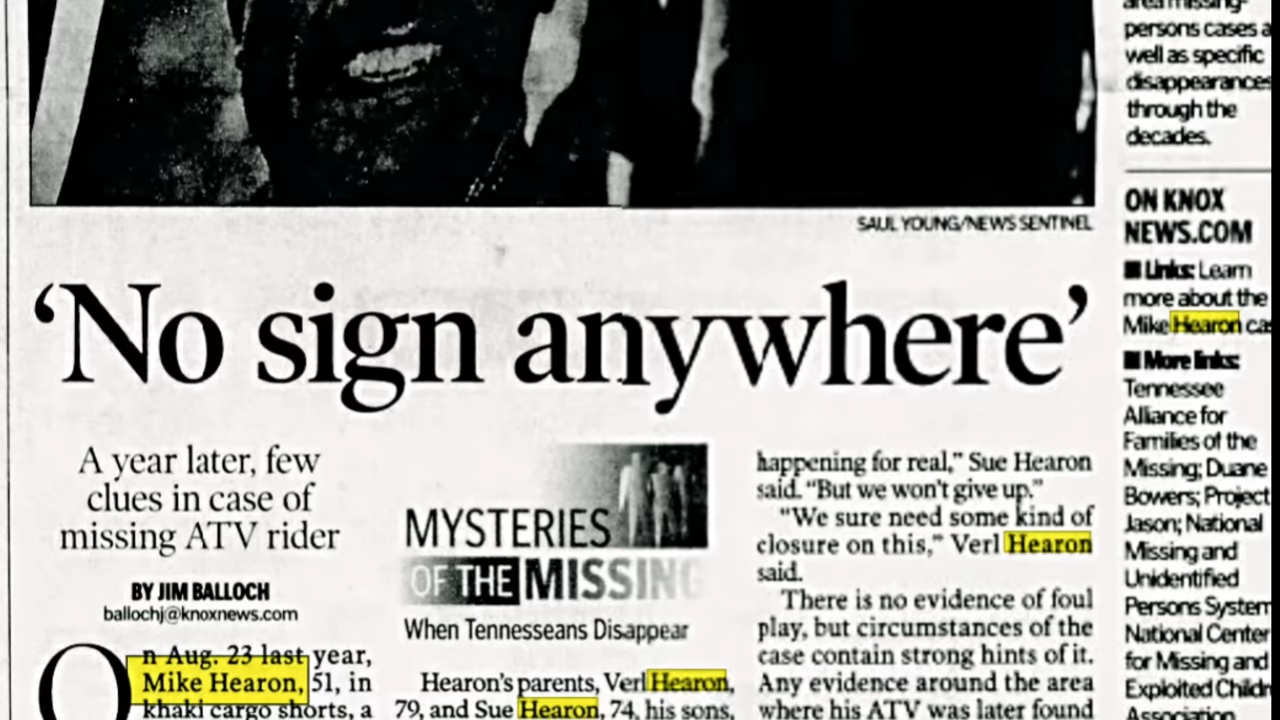 SAUL YOUNG/NEWS SENTINEL
‘No sign anywhere’
A year later, few
clues in case of
missing ATV rider
BY JIM BALLOCH
ballochj@knoxnews.com
On Aug. 23 last year,
Mike Hearon, 51, in
khaki cargo shorts, a
MYSTERIES
OF THE MISSING
When Tennesseans Disappear
Hearon's parents, Verl Hearon,
79, and Sue Hearon, 74, his sons,
happening for real,” Sue Hearon
said. “But we won't give up.”
“We sure need some kind of
closure on this,” Verl Hearon
said.
There is no evidence of foul
play, but circumstances of the
case contain strong hints of it.
Any evidence around the area
where his ATV was later found
area missing-
persons cases a
well as specific
disappearances
through the
decades.
ON KNOX
NEWS.COM
■ Links: Learn
more about the
Mike Hearon cas
■ More links:
Tennessee
Alliance for
Families of the
Missing; Duane
Bowers; Project
Jason; National
Missing and
Unidentified
Persons System
National Center
for Missing and
Exploited Childr
Association